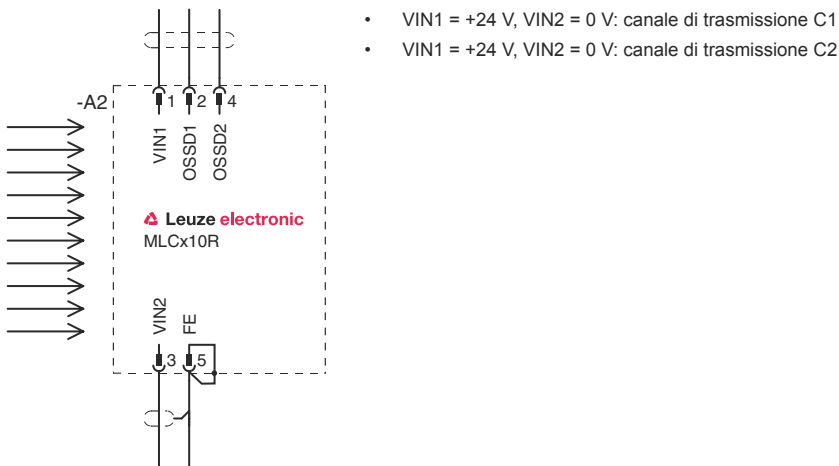 • VIN1 = +24 V, VIN2 = 0 V: canale di trasmissione C1
• VIN1 = +24 V, VIN2 = 0 V: canale di trasmissione C2
-A2
1 2 4
VIN1
OSSD1
OSSD2
Leuze electronic
MLCx10R
VIN2
FE
3 5